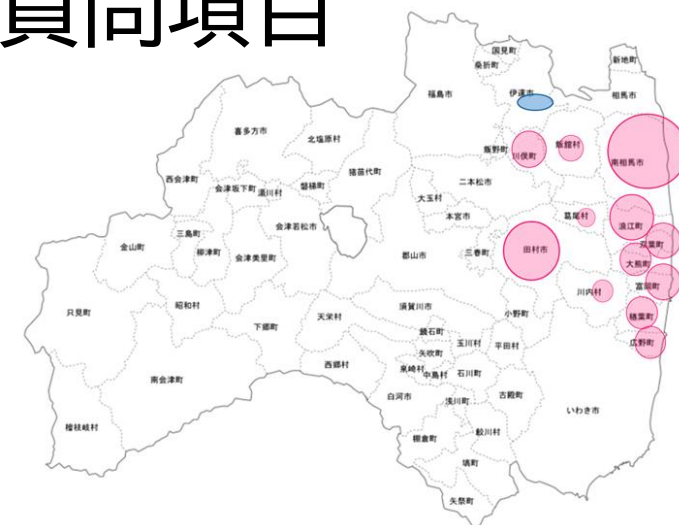 質問項目
国見町
桑折町
新地町
福島市
伊達市
相馬市
喜多方市
北塩原村
飯野町
川俣町
飯舘村
南相馬市
猪苗代町
西会津町
会津坂下町
湯川村
磐梯町
二本松市
大玉村
本宮市
葛尾村
浪江町
双葉町
三島町
会津若松市
金山町
柳津町
会津美里町
郡山市
三春町
田村市
大熊町
富岡町
川内村
只見町
昭和村
天栄村
須賀川市
小野町
楢葉町
下郷町
鏡石町
玉川村
平田村
広野町
矢吹町
西郷村
泉崎村
中島村
石川町
南会津町
白河市
浅川町
古殿町
いわき市
檜枝岐村
棚倉町
鮫川村
塙町
矢祭町